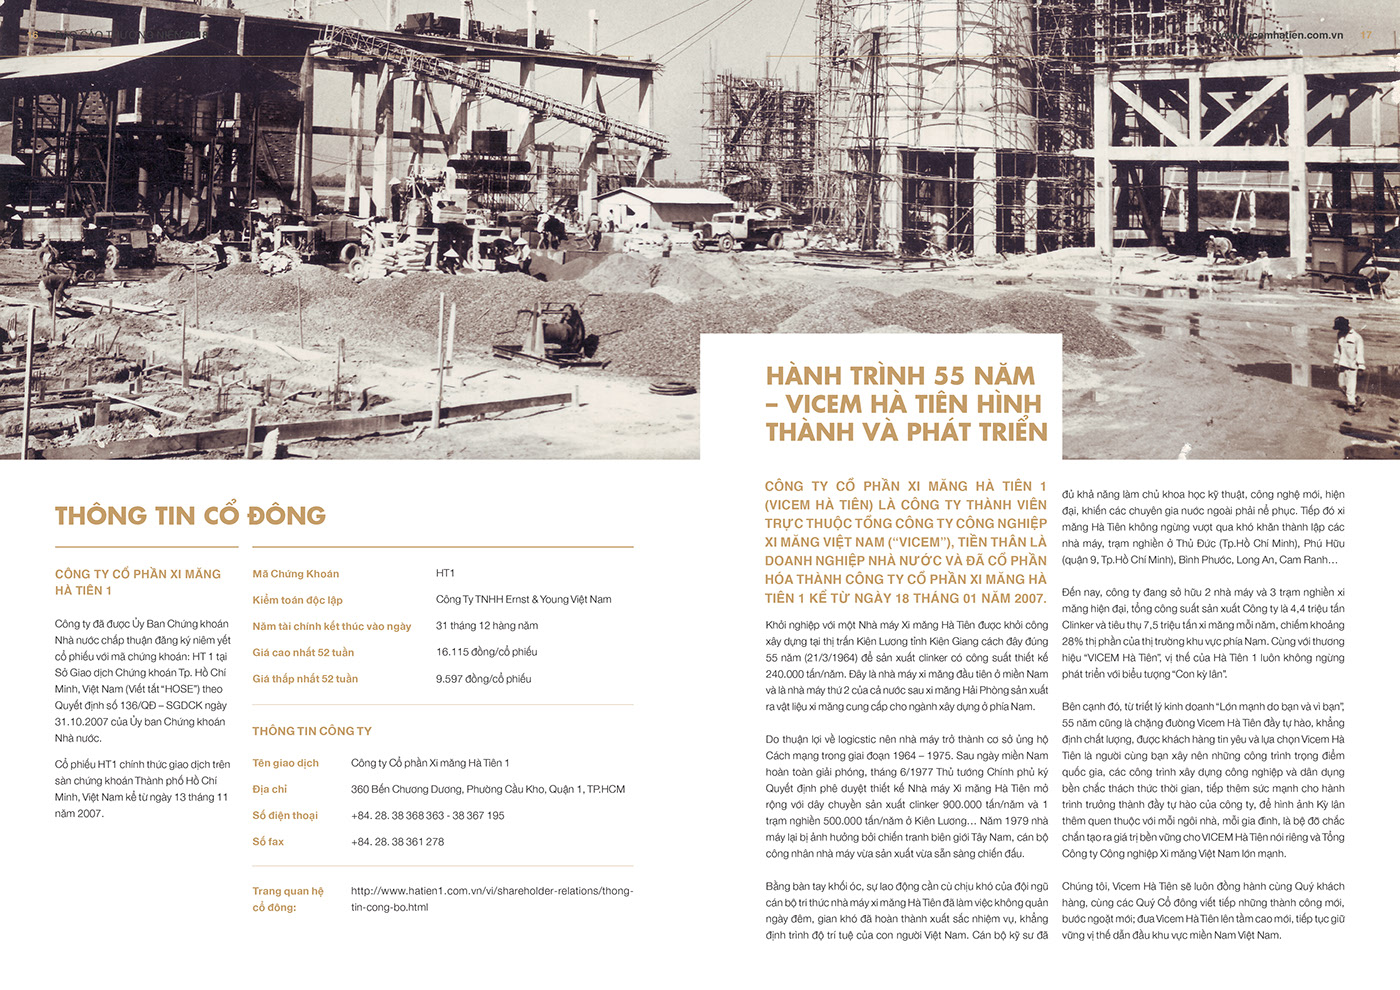 www.vicemhatien.com.vn 17
HÀNH TRÌNH 55 NĂM
– VICEM HÀ TIÊN HÌNH
THÀNH VÀ PHÁT TRIỂN
THÔNG TIN CỔ ĐÔNG
CÔNG TY CỔ PHẦN XI MĂNG
HÀ TIÊN 1
Công ty đã được Ủy Ban Chứng khoán
Nhà nước chấp thuận đăng ký niêm yết
cổ phiếu với mã chứng khoán: HT 1 tại
Sở Giao dịch Chứng khoán Tp. Hồ Chí
Minh, Việt Nam (Viết tắt “HOSE”) theo
Quyết định số 136/QĐ – SGDCK ngày
31.10.2007 của Ủy ban Chứng khoán
Nhà nước.
Cổ phiếu HT1 chính thức giao dịch trên
sàn chứng khoán Thành phố Hồ Chí
Minh, Việt Nam kể từ ngày 13 tháng 11
năm 2007.
Mã Chứng Khoán HT1
Kiểm toán độc lập Công Ty TNHH Ernst & Young Việt Nam
Năm tài chính kết thúc vào ngày 31 tháng 12 hàng năm
Giá cao nhất 52 tuần 16.115 đồng/cổ phiếu
Giá thấp nhất 52 tuần 9.597 đồng/cổ phiếu
THÔNG TIN CÔNG TY
Tên giao dịch Công ty Cổ phần Xi măng Hà Tiên 1
Địa chỉ 360 Bến Chương Dương, Phường Cầu Kho, Quận 1, TP.HCM
Số điện thoại +84. 28. 38 368 363 - 38 367 195
Số fax +84. 28. 38 361 278
Trang quan hệ
cổ đông:
http://www.hatien1.com.vn/vi/shareholder-relations/thong-
tin-cong-bo.html
CÔNG TY CỔ PHẦN XI MĂNG HÀ TIÊN 1
(VICEM HÀ TIÊN) LÀ CÔNG TY THÀNH VIÊN
TRỰC THUỘC TỔNG CÔNG TY CÔNG NGHIỆP
XI MĂNG VIỆT NAM (“VICEM”), TIỀN THÂN LÀ
DOANH NGHIỆP NHÀ NƯỚC VÀ ĐÃ CỔ PHẦN
HÓA THÀNH CÔNG TY CỔ PHẦN XI MĂNG HÀ
TIÊN 1 KỂ TỪ NGÀY 18 THÁNG 01 NĂM 2007.
Khởi nghiệp với một Nhà máy Xi măng Hà Tiên được khởi công
xây dựng tại thị trấn Kiên Lương tỉnh Kiên Giang cách đây đúng
55 năm (21/3/1964) để sản xuất clinker có công suất thiết kế
240.000 tấn/năm. Đây là nhà máy xi măng đầu tiên ở miền Nam
và là nhà máy thứ 2 của cả nước sau xi măng Hải Phòng sản xuất
ra vật liệu xi măng cung cấp cho ngành xây dựng ở phía Nam.
Do thuận lợi về logicstic nên nhà máy trở thành cơ sở ủng hộ
Cách mạng trong giai đoạn 1964 – 1975. Sau ngày miền Nam
hoàn toàn giải phóng, tháng 6/1977 Thủ tướng Chính phủ ký
Quyết định phê duyệt thiết kế Nhà máy Xi măng Hà Tiên mở
rộng với dây chuyền sản xuất clinker 900.000 tấn/năm và 1
trạm nghiền 500.000 tấn/năm ở Kiên Lương… Năm 1979 nhà
máy lại bị ảnh hưởng bởi chiến tranh biên giới Tây Nam, cán bộ
công nhân nhà máy vừa sản xuất vừa sẵn sàng chiến đấu.
Bằng bàn tay khối óc, sự lao động cần cù chịu khó của đội ngũ
cán bộ tri thức nhà máy xi măng Hà Tiên đã làm việc không quản
ngày đêm, gian khó đã hoàn thành xuất sắc nhiệm vụ, khẳng
định trình độ trí tuệ của con người Việt Nam. Cán bộ kỹ sư đã
đủ khả năng làm chủ khoa học kỹ thuật, công nghệ mới, hiện
đại, khiến các chuyên gia nước ngoài phải nể phục. Tiếp đó xi
măng Hà Tiên không ngừng vượt qua khó khăn thành lập các
nhà máy, trạm nghiền ở Thủ Đức (Tp.Hồ Chí Minh), Phú Hữu
(quận 9, Tp.Hồ Chí Minh), Bình Phước, Long An, Cam Ranh…
Đến nay, công ty đang sở hữu 2 nhà máy và 3 trạm nghiền xi
măng hiện đại, tổng công suất sản xuất Công ty là 4,4 triệu tấn
Clinker và tiêu thụ 7,5 triệu tấn xi măng mỗi năm, chiếm khoảng
28% thị phần của thị trường khu vực phía Nam. Cùng với thương
hiệu “VICEM Hà Tiên”, vị thế của Hà Tiên 1 luôn không ngừng
phát triển với biểu tượng “Con kỳ lân”.
Bên cạnh đó, từ triết lý kinh doanh “Lớn mạnh do bạn và vì bạn”,
55 năm cũng là chặng đường Vicem Hà Tiên đầy tự hào, khẳng
định chất lượng, được khách hàng tin yêu và lựa chọn Vicem Hà
Tiên là người cùng bạn xây nên những công trình trọng điểm
quốc gia, các công trình xây dựng công nghiệp và dân dụng
bền chắc thách thức thời gian, tiếp thêm sức mạnh cho hành
trình trưởng thành đầy tự hào của công ty, để hình ảnh Kỳ lân
thêm quen thuộc với mỗi ngôi nhà, mỗi gia đình, là bệ đỡ chắc
chắn tạo ra giá trị bền vững cho VICEM Hà Tiên nói riêng và Tổng
Công ty Công nghiệp Xi măng Việt Nam lớn mạnh.
Chúng tôi, Vicem Hà Tiên sẽ luôn đồng hành cùng Quý khách
hàng, cùng các Quý Cổ đông viết tiếp những thành công mới,
bước ngoặt mới; đưa Vicem Hà Tiên lên tầm cao mới, tiếp tục giữ
vững vị thế dẫn đầu khu vực miền Nam Việt Nam.